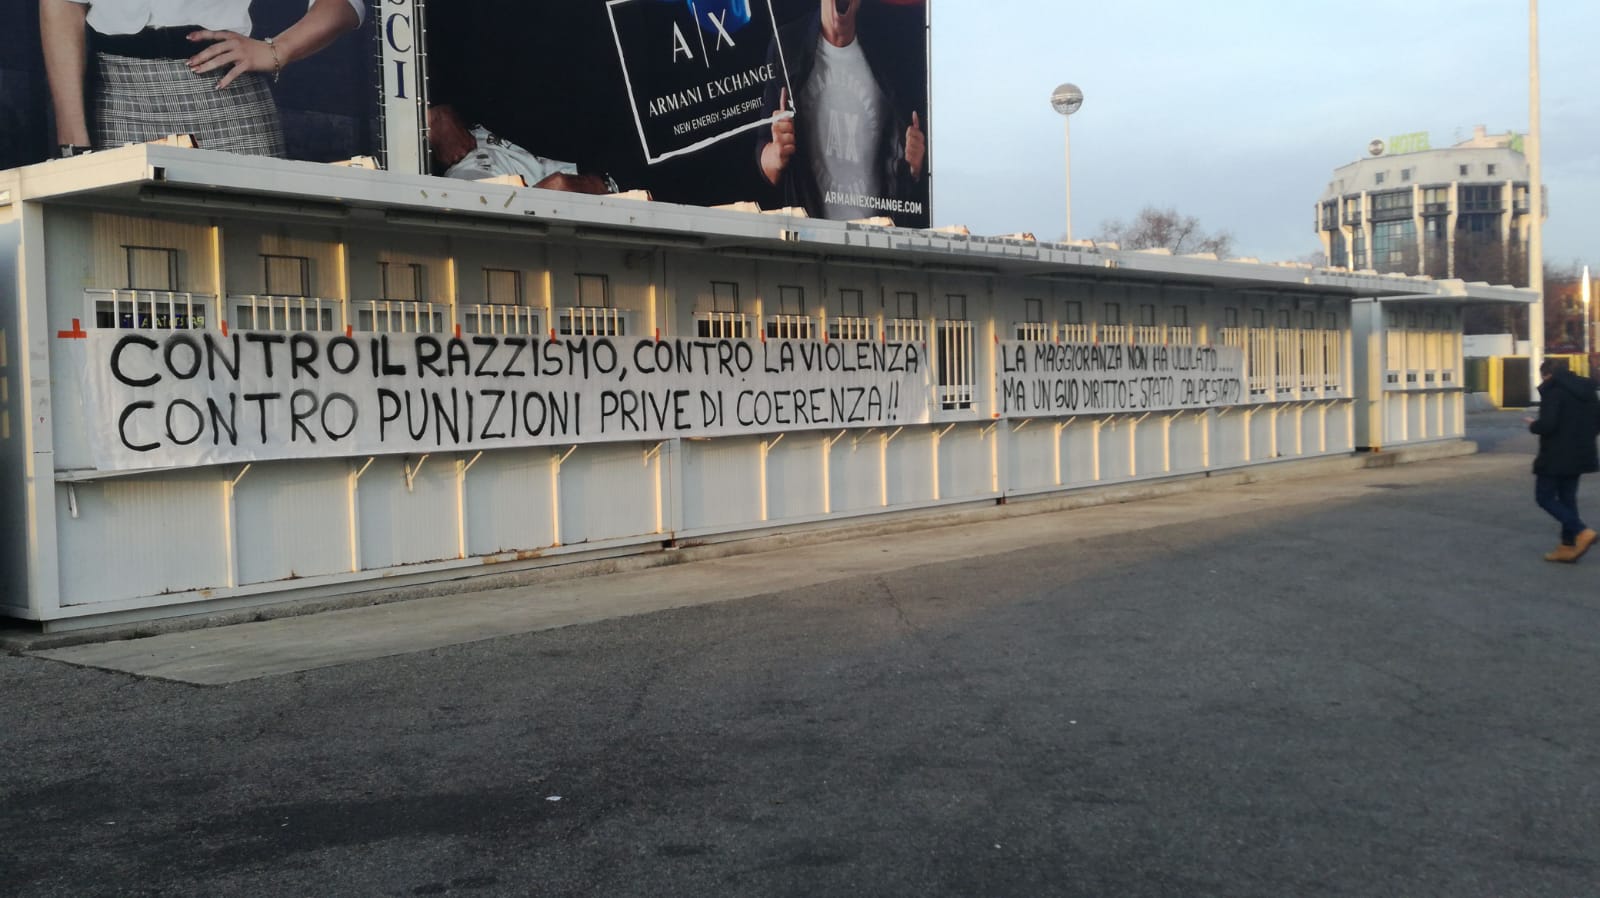 SCI
A|X
ARMANI EXCHANGE
NEW ENERGY. SAME SPIRIT.
AX
ARMANIEXCHANGE.COM
HOTEL
CONTRO IL RAZZISMO, CONTRO LA VIOLENZA
CONTRO PUNIZIONI PRIVE DI COERENZA!!
LA MAGGIORANZA NON HA ULULATO....
MA UN SUO DIRITTO E' STATO CALPESTATO